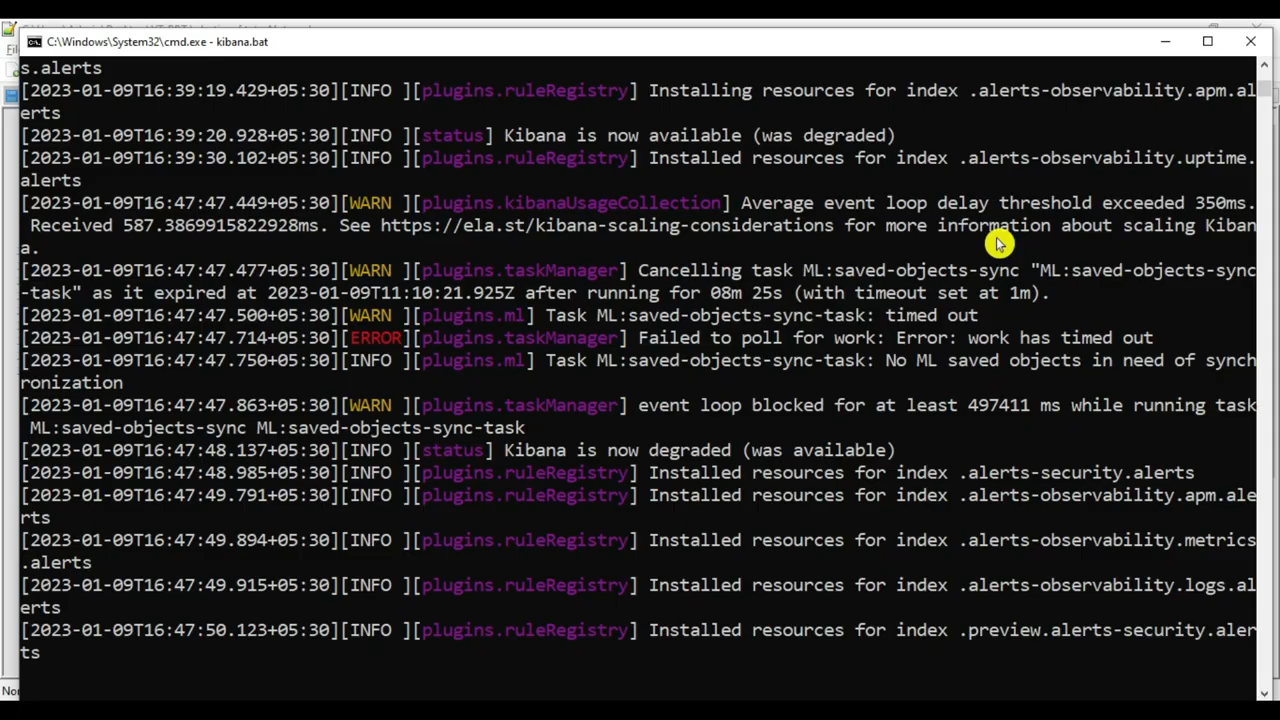 C:\Windows\System32\cmd.exe - kibana.bat
s.alerts
[2023-01-09T16:39:19.429+05:30][INFO ][plugins.ruleRegistry] Installing resources for index .alerts-observability.apm.al
erts
[2023-01-09T16:39:20.928+05:30][INFO ][status] Kibana is now available (was degraded)
[2023-01-09T16:39:30.102+05:30][INFO ][plugins.ruleRegistry] Installed resources for index .alerts-observability.uptime.
alerts
[2023-01-09T16:47:47.449+05:30][WARN ][plugins.kibanaUsageCollection] Average event loop delay threshold exceeded 350ms.
 Received 587.3869915822928ms. See https://ela.st/kibana-scaling-considerations for more information about scaling Kiban
a.
[2023-01-09T16:47:47.477+05:30][WARN ][plugins.taskManager] Cancelling task ML:saved-objects-sync "ML:saved-objects-sync
-task" as it expired at 2023-01-09T11:10:21.925Z after running for 08m 25s (with timeout set at 1m).
[2023-01-09T16:47:47.500+05:30][WARN ][plugins.ml] Task ML:saved-objects-sync-task: timed out
[2023-01-09T16:47:47.714+05:30][ERROR][plugins.taskManager] Failed to poll for work: Error: work has timed out
[2023-01-09T16:47:47.750+05:30][INFO ][plugins.ml] Task ML:saved-objects-sync-task: No ML saved objects in need of synch
ronization
[2023-01-09T16:47:47.863+05:30][WARN ][plugins.taskManager] event loop blocked for at least 497411 ms while running task
 ML:saved-objects-sync ML:saved-objects-sync-task
[2023-01-09T16:47:48.137+05:30][INFO ][status] Kibana is now degraded (was available)
[2023-01-09T16:47:48.985+05:30][INFO ][plugins.ruleRegistry] Installed resources for index .alerts-security.alerts
[2023-01-09T16:47:49.791+05:30][INFO ][plugins.ruleRegistry] Installed resources for index .alerts-observability.apm.ale
rts
[2023-01-09T16:47:49.894+05:30][INFO ][plugins.ruleRegistry] Installed resources for index .alerts-observability.metrics
.alerts
[2023-01-09T16:47:49.915+05:30][INFO ][plugins.ruleRegistry] Installed resources for index .alerts-observability.logs.al
erts
[2023-01-09T16:47:50.123+05:30][INFO ][plugins.ruleRegistry] Installed resources for index .preview.alerts-security.aler
ts